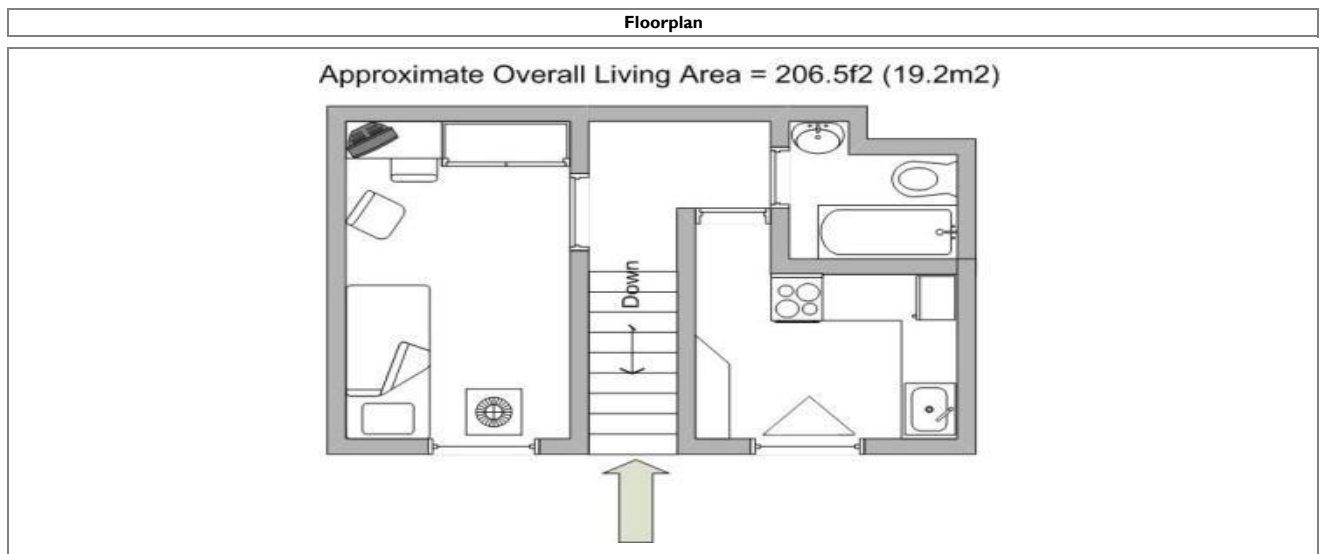 Floorplan
Approximate Overall Living Area = 206.5f2 (19.2m2)
Down